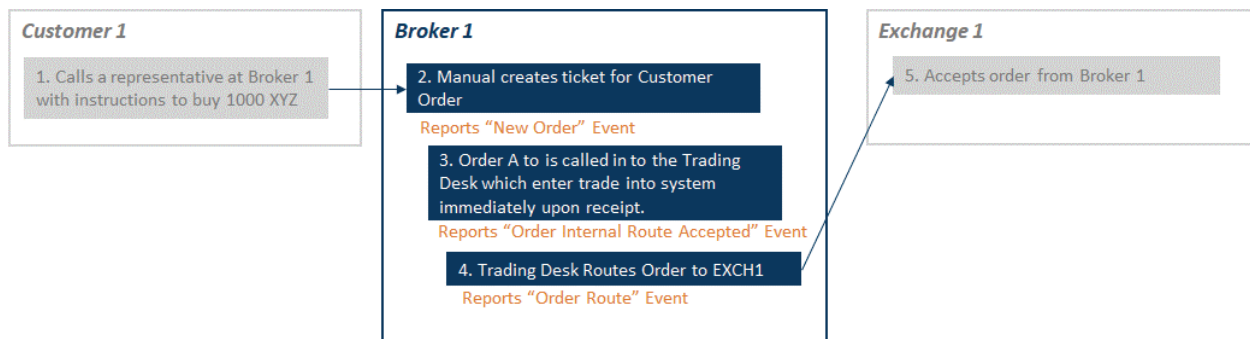 Customer 1
1. Calls a representative at Broker 1
with instructions to buy 1000 XYZ
Broker 1
2. Manual creates ticket for Customer
Order
Reports “New Order” Event
3. Order A to is called in to the Trading
Desk which enter trade into system
immediately upon receipt.
Reports “Order Internal Route Accepted” Event
4. Trading Desk Routes Order to EXCH1
Reports “Order Route” Event
Exchange 1
5. Accepts order from Broker 1